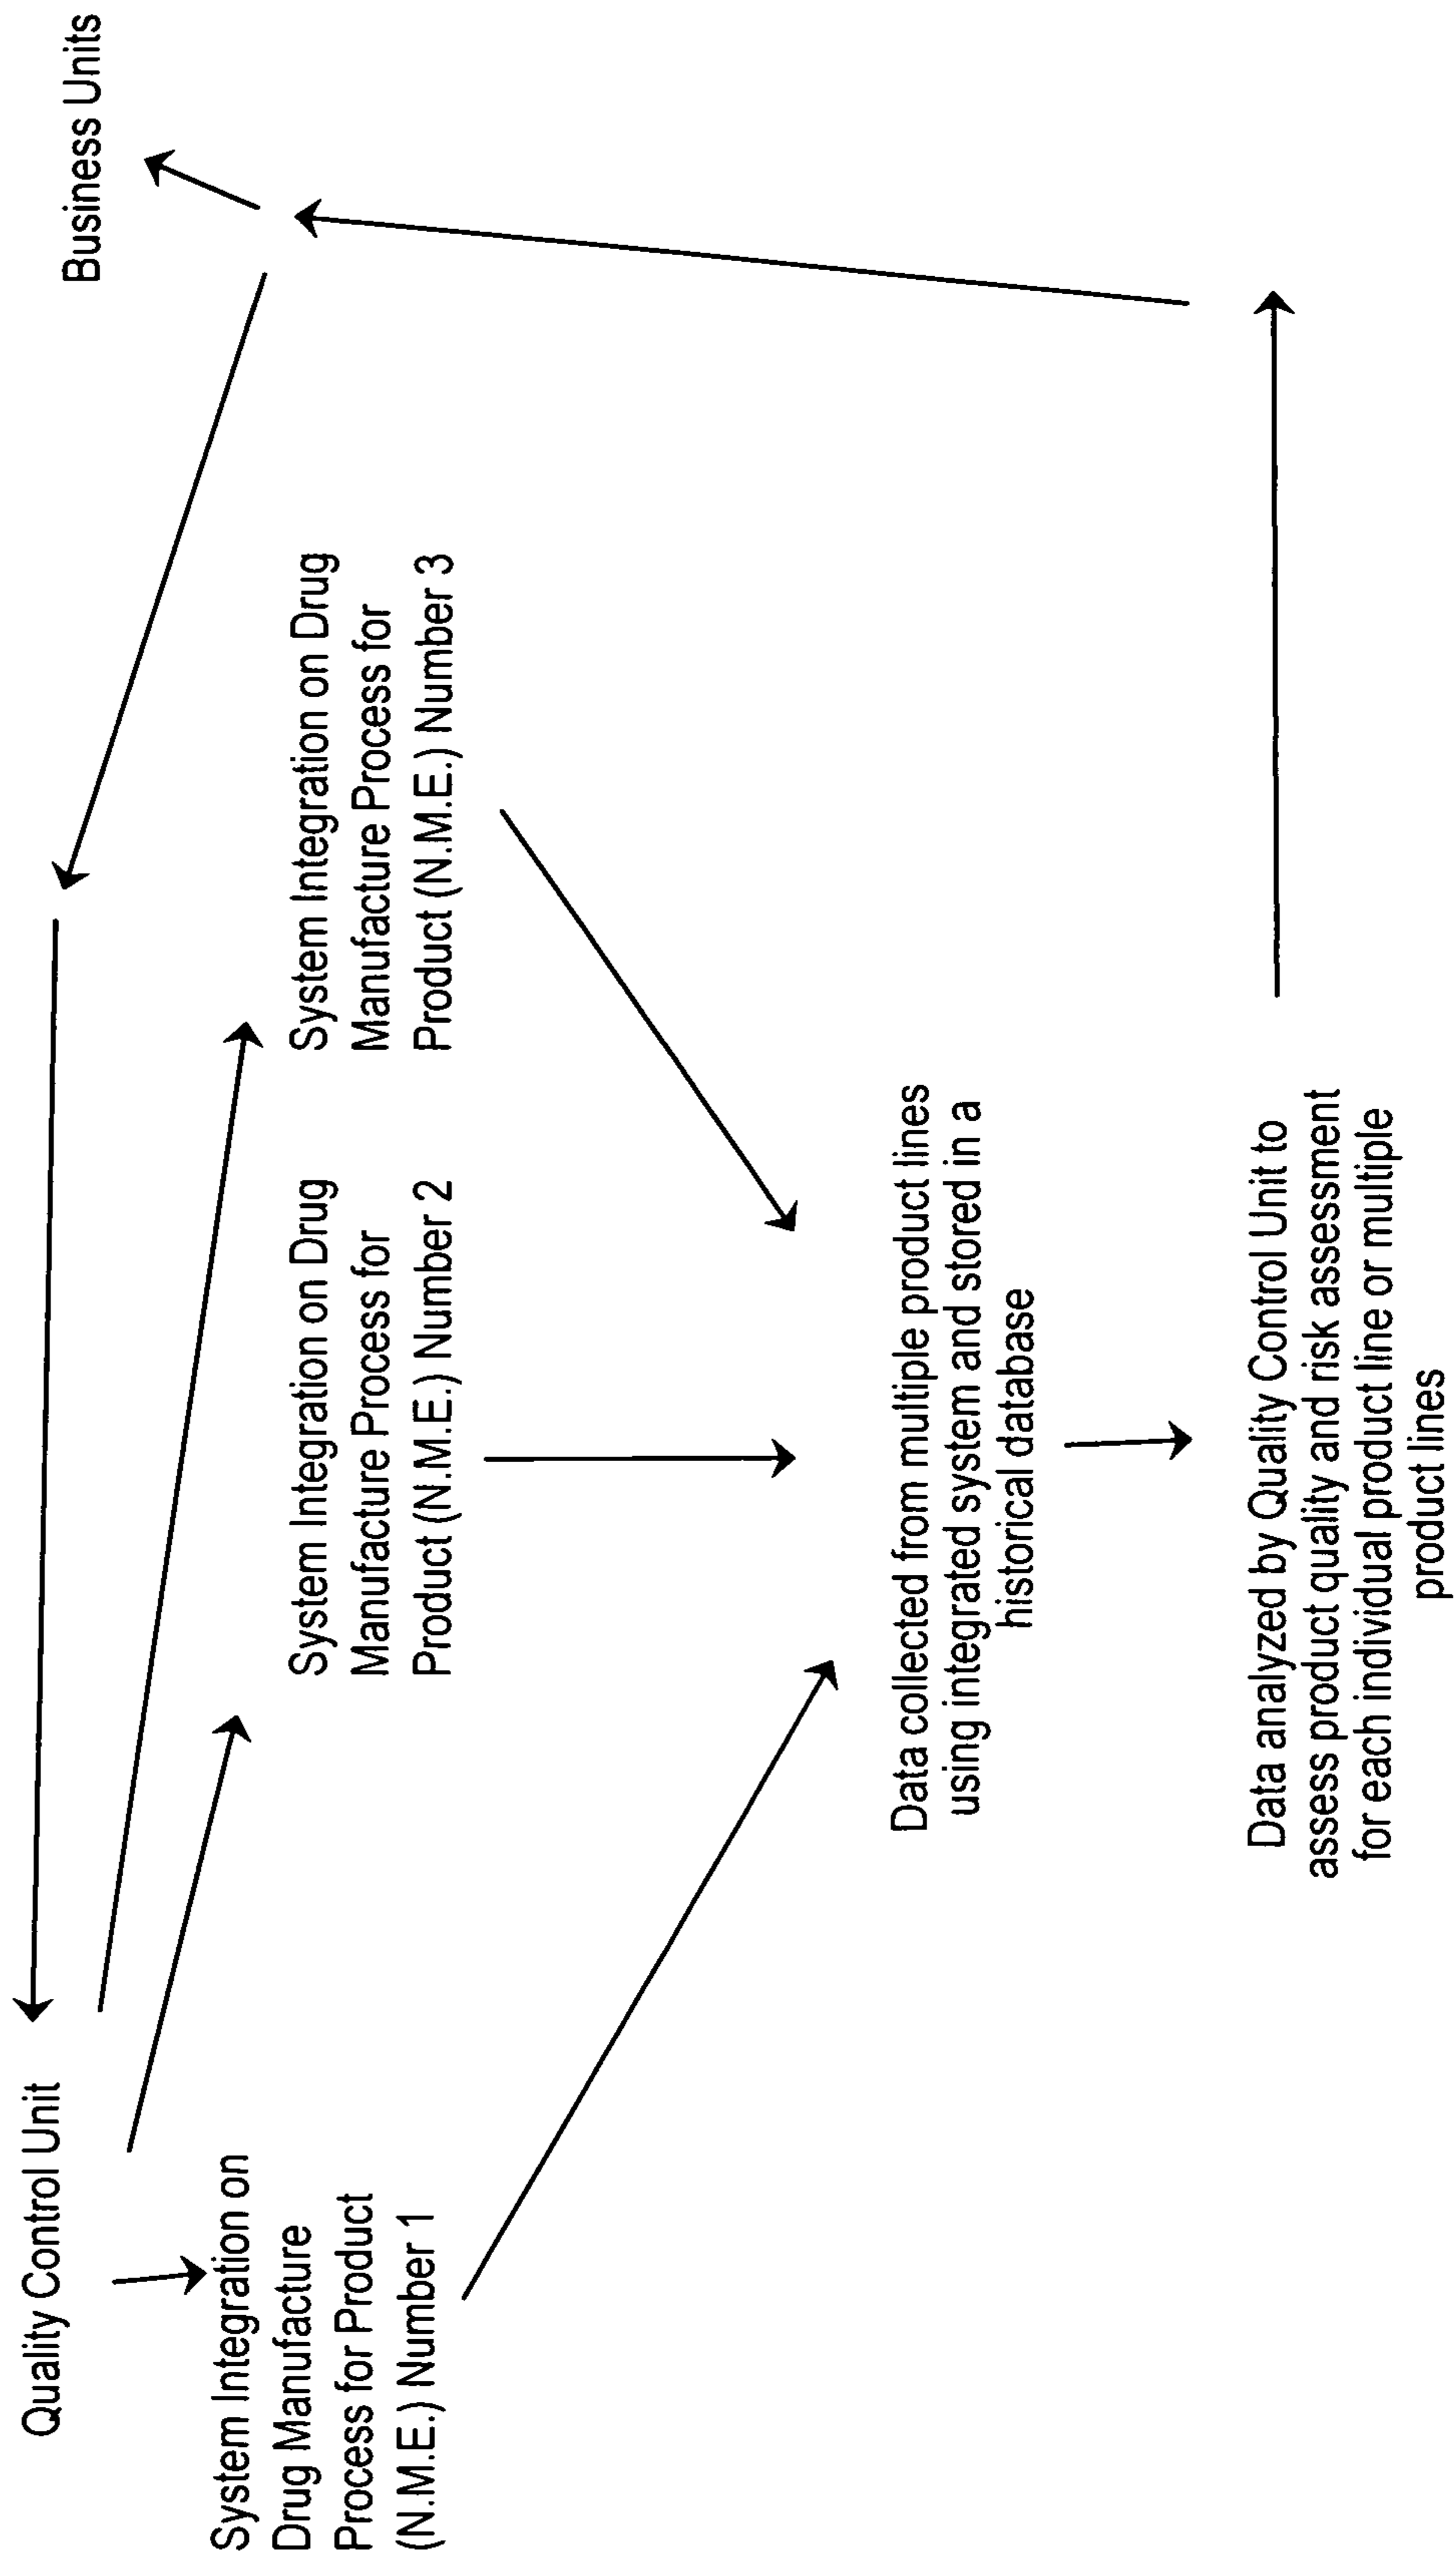 Quality Control Unit
Business Units
System Integration on
Drug Manufacture
Process for Product
(N.M.E.) Number 1
System Integration on Drug
Manufacture Process for
Product (N.M.E.) Number 2
System Integration on Drug
Manufacture Process for
Product (N.M.E.) Number 3
Data collected from multiple product lines
using integrated system and stored in a
historical database
Data analyzed by Quality Control Unit to
assess product quality and risk assessment
for each individual product line or multiple
product lines